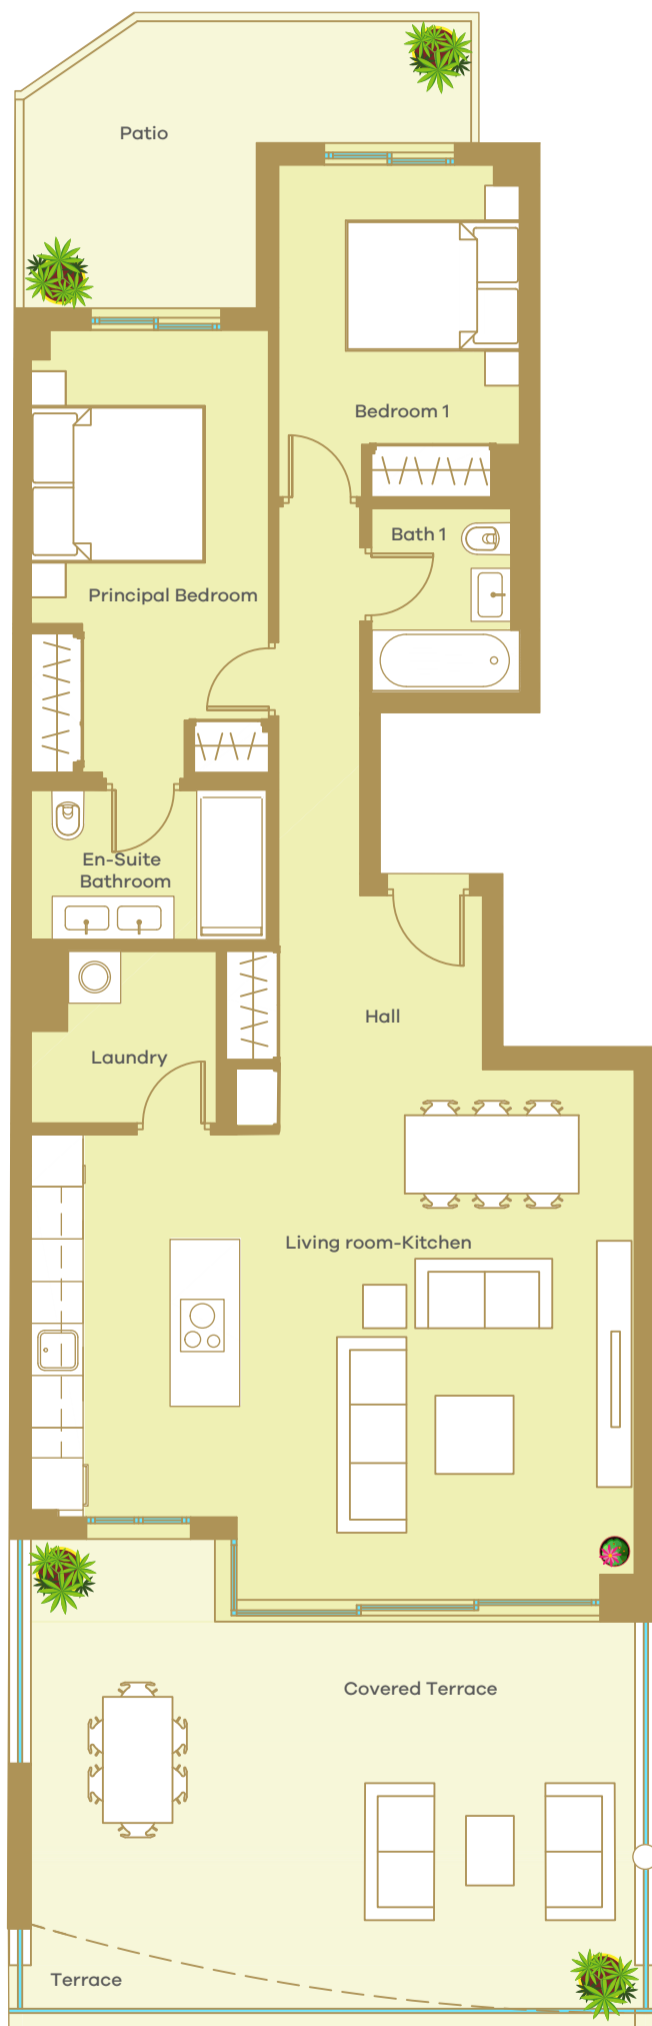 Patio
Bedroom 1
Bath 1
Principal Bedroom
En-Suite
Bathroom
Hall
Laundry
Living room-Kitchen
Covered Terrace
Terrace